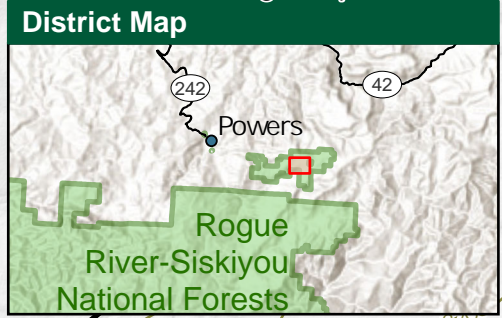 District Map
242
42
Powers
Rogue
River-Siskiyou
National Forests